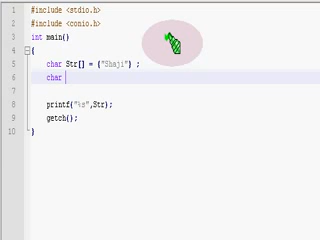 1 #include <stdio.h>
2 #include <conio.h>
3 int main()
4 {
5 char Str[] = {"Shaji"} ;
6 char
7
8 printf("%s",Str);
9 getch();
10 }